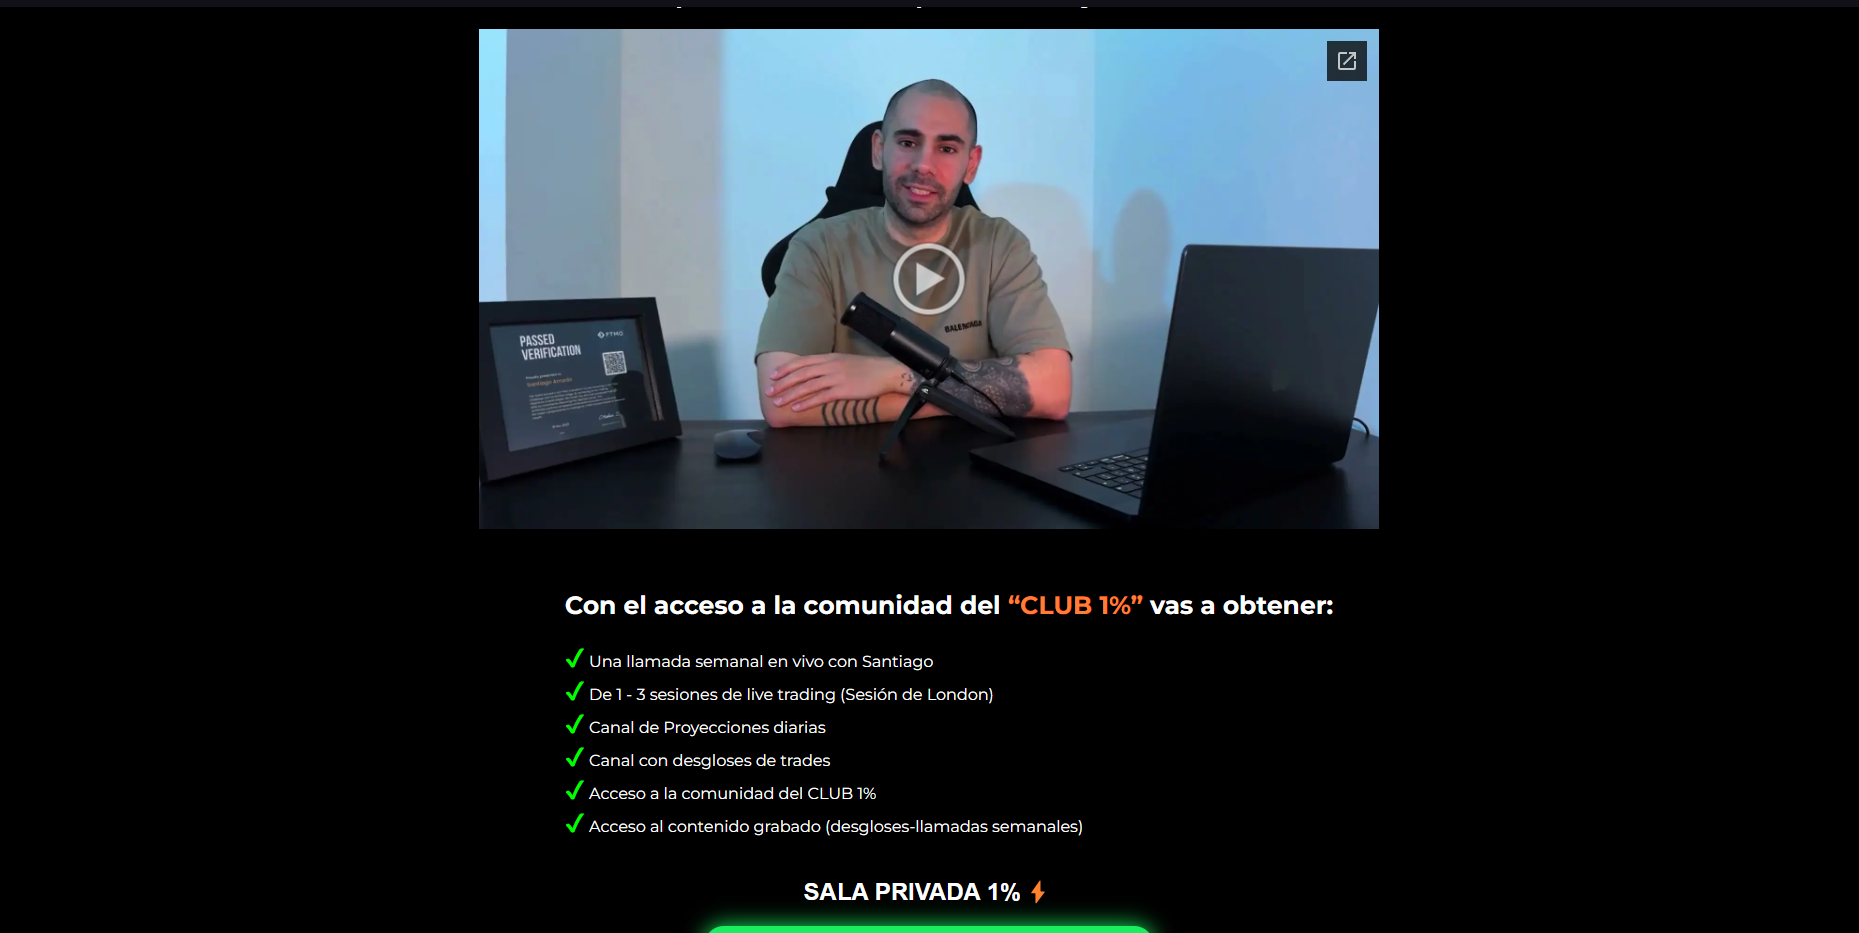 PASSED
VERIFICATION
FTMO
Santiago Arnaón
BALENCIAGA
Con el acceso a la comunidad del “CLUB 1%” vas a obtener:
Una llamada semanal en vivo con Santiago
De 1 - 3 sesiones de live trading (Sesión de London)
Canal de Proyecciones diarias
Canal con desgloses de trades
Acceso a la comunidad del CLUB 1%
Acceso al contenido grabado (desgloses-llamadas semanales)
SALA PRIVADA 1%